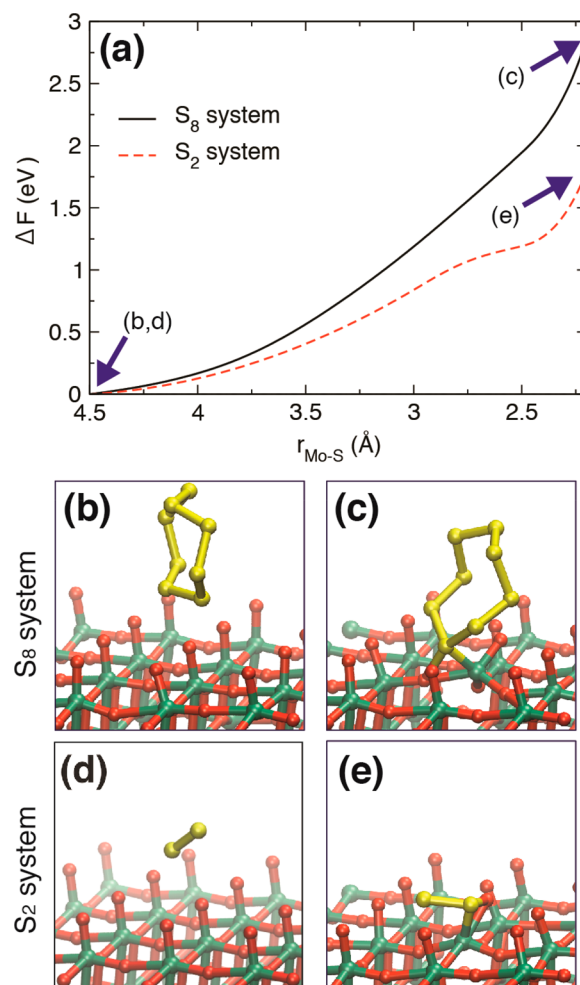 (a)
3
2.5
2
1.5
1
0.5
0
ΔF (eV)
S₈ system
S₂ system
(c)
(e)
(b,d)
4.5 4 3.5 3 2.5
r_Mo-S (Å)
S₈ system
(b)
(c)
S₂ system
(d)
(e)